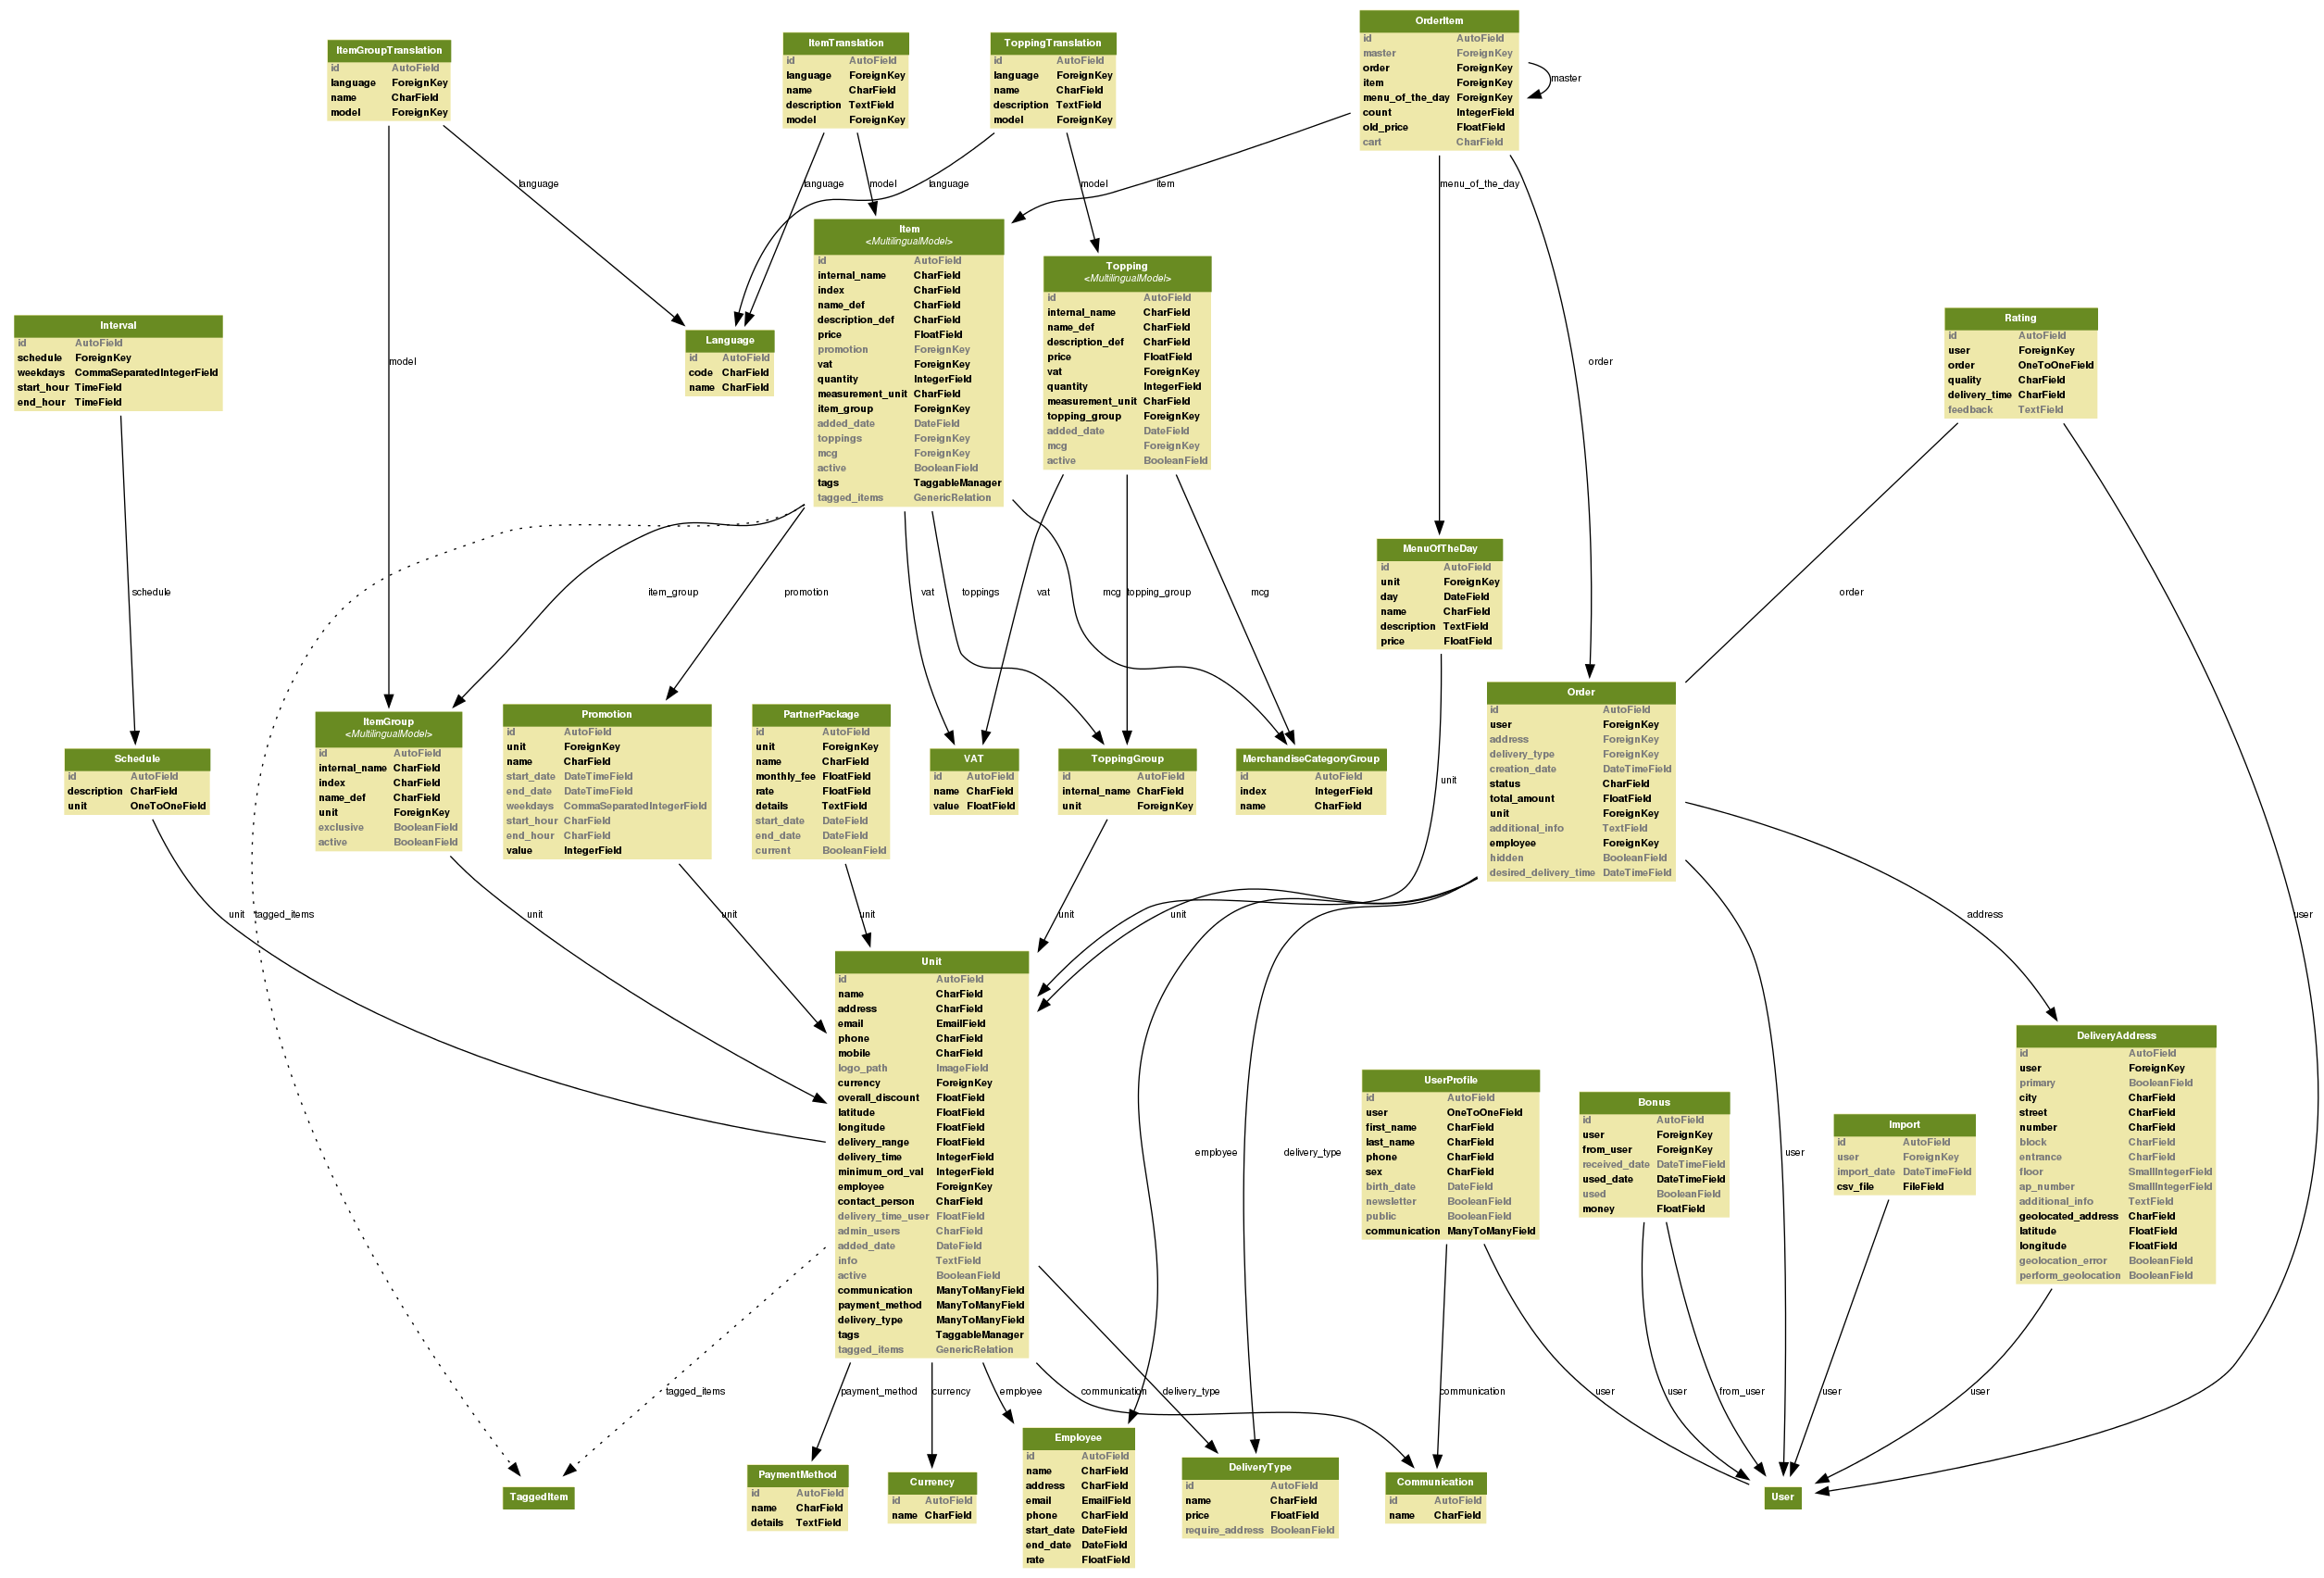 OrderItem
id AutoField
master ForeignKey
order ForeignKey
item ForeignKey
menu_of_the_day ForeignKey
count IntegerField
old_price FloatField
cart CharField
master
ItemGroupTranslation
id AutoField
language ForeignKey
name CharField
model ForeignKey
ItemTranslation
id AutoField
language ForeignKey
name CharField
description TextField
model ForeignKey
ToppingTranslation
id AutoField
language ForeignKey
name CharField
description TextField
model ForeignKey
language
language
model
language
model
item
menu_of_the_day
Item
<MultilingualModel>
id AutoField
internal_name CharField
index CharField
name_def CharField
description_def CharField
price FloatField
promotion ForeignKey
vat ForeignKey
quantity IntegerField
measurement_unit CharField
item_group ForeignKey
added_date DateField
toppings ForeignKey
mcg ForeignKey
active BooleanField
tags TaggableManager
tagged_items GenericRelation
Topping
<MultilingualModel>
id AutoField
internal_name CharField
name_def CharField
description_def CharField
price FloatField
vat ForeignKey
quantity IntegerField
measurement_unit CharField
topping_group ForeignKey
added_date DateField
mcg ForeignKey
active BooleanField
Interval
id AutoField
schedule ForeignKey
weekdays CommaSeparatedIntegerField
start_hour TimeField
end_hour TimeField
Language
id AutoField
code CharField
name CharField
Rating
id AutoField
user ForeignKey
order OneToOneField
quality CharField
delivery_time CharField
feedback TextField
model
order
MenuOfTheDay
id AutoField
unit ForeignKey
day DateField
name CharField
description TextField
price FloatField
schedule
item_group
promotion
vat
toppings
vat
mcg
topping_group
mcg
order
Schedule
id AutoField
description CharField
unit OneToOneField
ItemGroup
<MultilingualModel>
id AutoField
internal_name CharField
index CharField
name_def CharField
unit ForeignKey
exclusive BooleanField
active BooleanField
Promotion
id AutoField
unit ForeignKey
name CharField
start_date DateTimeField
end_date DateTimeField
weekdays CommaSeparatedIntegerField
start_hour CharField
end_hour CharField
value IntegerField
PartnerPackage
id AutoField
unit ForeignKey
name CharField
monthly_fee FloatField
rate FloatField
details TextField
start_date DateField
end_date DateField
current BooleanField
VAT
id AutoField
name CharField
value FloatField
ToppingGroup
id AutoField
internal_name CharField
unit ForeignKey
MerchandiseCategoryGroup
id AutoField
index IntegerField
name CharField
unit
Order
id AutoField
user ForeignKey
address ForeignKey
delivery_type ForeignKey
creation_date DateTimeField
status CharField
total_amount FloatField
unit ForeignKey
additional_info TextField
employee ForeignKey
hidden BooleanField
desired_delivery_time DateTimeField
unit
tagged_items
unit
unit
unit
unit
unit
address
user
Unit
id AutoField
name CharField
address CharField
email EmailField
phone CharField
mobile CharField
logo_path ImageField
currency ForeignKey
overall_discount FloatField
latitude FloatField
longitude FloatField
delivery_range FloatField
delivery_time IntegerField
minimum_ord_val IntegerField
employee ForeignKey
contact_person CharField
delivery_time_user FloatField
admin_users CharField
added_date DateField
info TextField
active BooleanField
communication ManyToManyField
payment_method ManyToManyField
delivery_type ManyToManyField
tags TaggableManager
tagged_items GenericRelation
employee
delivery_type
UserProfile
id AutoField
user OneToOneField
first_name CharField
last_name CharField
phone CharField
sex CharField
birth_date DateField
newsletter BooleanField
public BooleanField
communication ManyToManyField
Bonus
id AutoField
user ForeignKey
from_user ForeignKey
received_date DateTimeField
used_date DateTimeField
used BooleanField
money FloatField
user
Import
id AutoField
user ForeignKey
import_date DateTimeField
csv_file FileField
DeliveryAddress
id AutoField
user ForeignKey
primary BooleanField
city CharField
street CharField
number CharField
block CharField
entrance CharField
floor SmallIntegerField
ap_number SmallIntegerField
additional_info TextField
geolocated_address CharField
latitude FloatField
longitude FloatField
geolocation_error BooleanField
perform_geolocation BooleanField
tagged_items
payment_method
currency
employee
communication
delivery_type
communication
user
user
from_user
user
user
TaggedItem
PaymentMethod
id AutoField
name CharField
details TextField
Currency
id AutoField
name CharField
Employee
id AutoField
name CharField
address CharField
email EmailField
phone CharField
start_date DateField
end_date DateField
rate FloatField
DeliveryType
id AutoField
name CharField
price FloatField
require_address BooleanField
Communication
id AutoField
name CharField
User